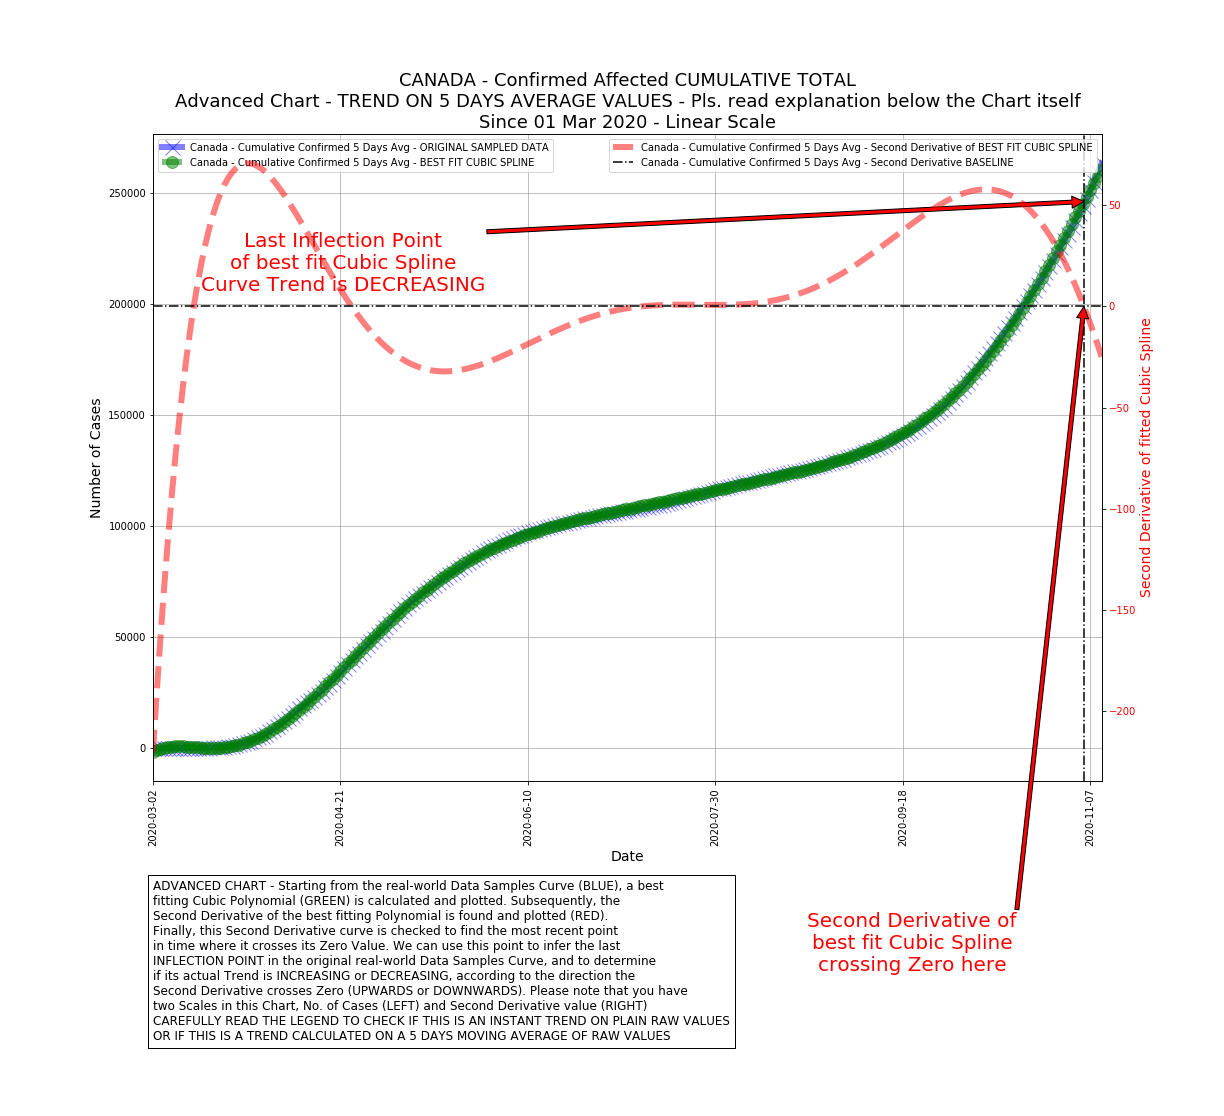 CANADA - Confirmed Affected CUMULATIVE TOTAL
Advanced Chart - TREND ON 5 DAYS AVERAGE VALUES - Pls. read explanation below the Chart itself
Since 01 Mar 2020 - Linear Scale
Canada - Cumulative Confirmed 5 Days Avg - ORIGINAL SAMPLED DATA
Canada - Cumulative Confirmed 5 Days Avg - BEST FIT CUBIC SPLINE
Canada - Cumulative Confirmed 5 Days Avg - Second Derivative of BEST FIT CUBIC SPLINE
Canada - Cumulative Confirmed 5 Days Avg - Second Derivative BASELINE
Last Inflection Point
of best fit Cubic Spline
Curve Trend is DECREASING
Number of Cases
250000
200000
150000
100000
50000
0
50
0
−50
−100
−150
−200
Second Derivative of fitted Cubic Spline
2020-03-02
2020-04-21
2020-06-10
2020-07-30
2020-09-18
2020-11-07
Date
ADVANCED CHART - Starting from the real-world Data Samples Curve (BLUE), a best
fitting Cubic Polynomial (GREEN) is calculated and plotted. Subsequently, the
Second Derivative of the best fitting Polynomial is found and plotted (RED).
Finally, this Second Derivative curve is checked to find the most recent point
in time where it crosses its Zero Value. We can use this point to infer the last
INFLECTION POINT in the original real-world Data Samples Curve, and to determine
if its actual Trend is INCREASING or DECREASING, according to the direction the
Second Derivative crosses Zero (UPWARDS or DOWNWARDS). Please note that you have
two Scales in this Chart, No. of Cases (LEFT) and Second Derivative value (RIGHT)
CAREFULLY READ THE LEGEND TO CHECK IF THIS IS AN INSTANT TREND ON PLAIN RAW VALUES
OR IF THIS IS A TREND CALCULATED ON A 5 DAYS MOVING AVERAGE OF RAW VALUES
Second Derivative of
best fit Cubic Spline
crossing Zero here